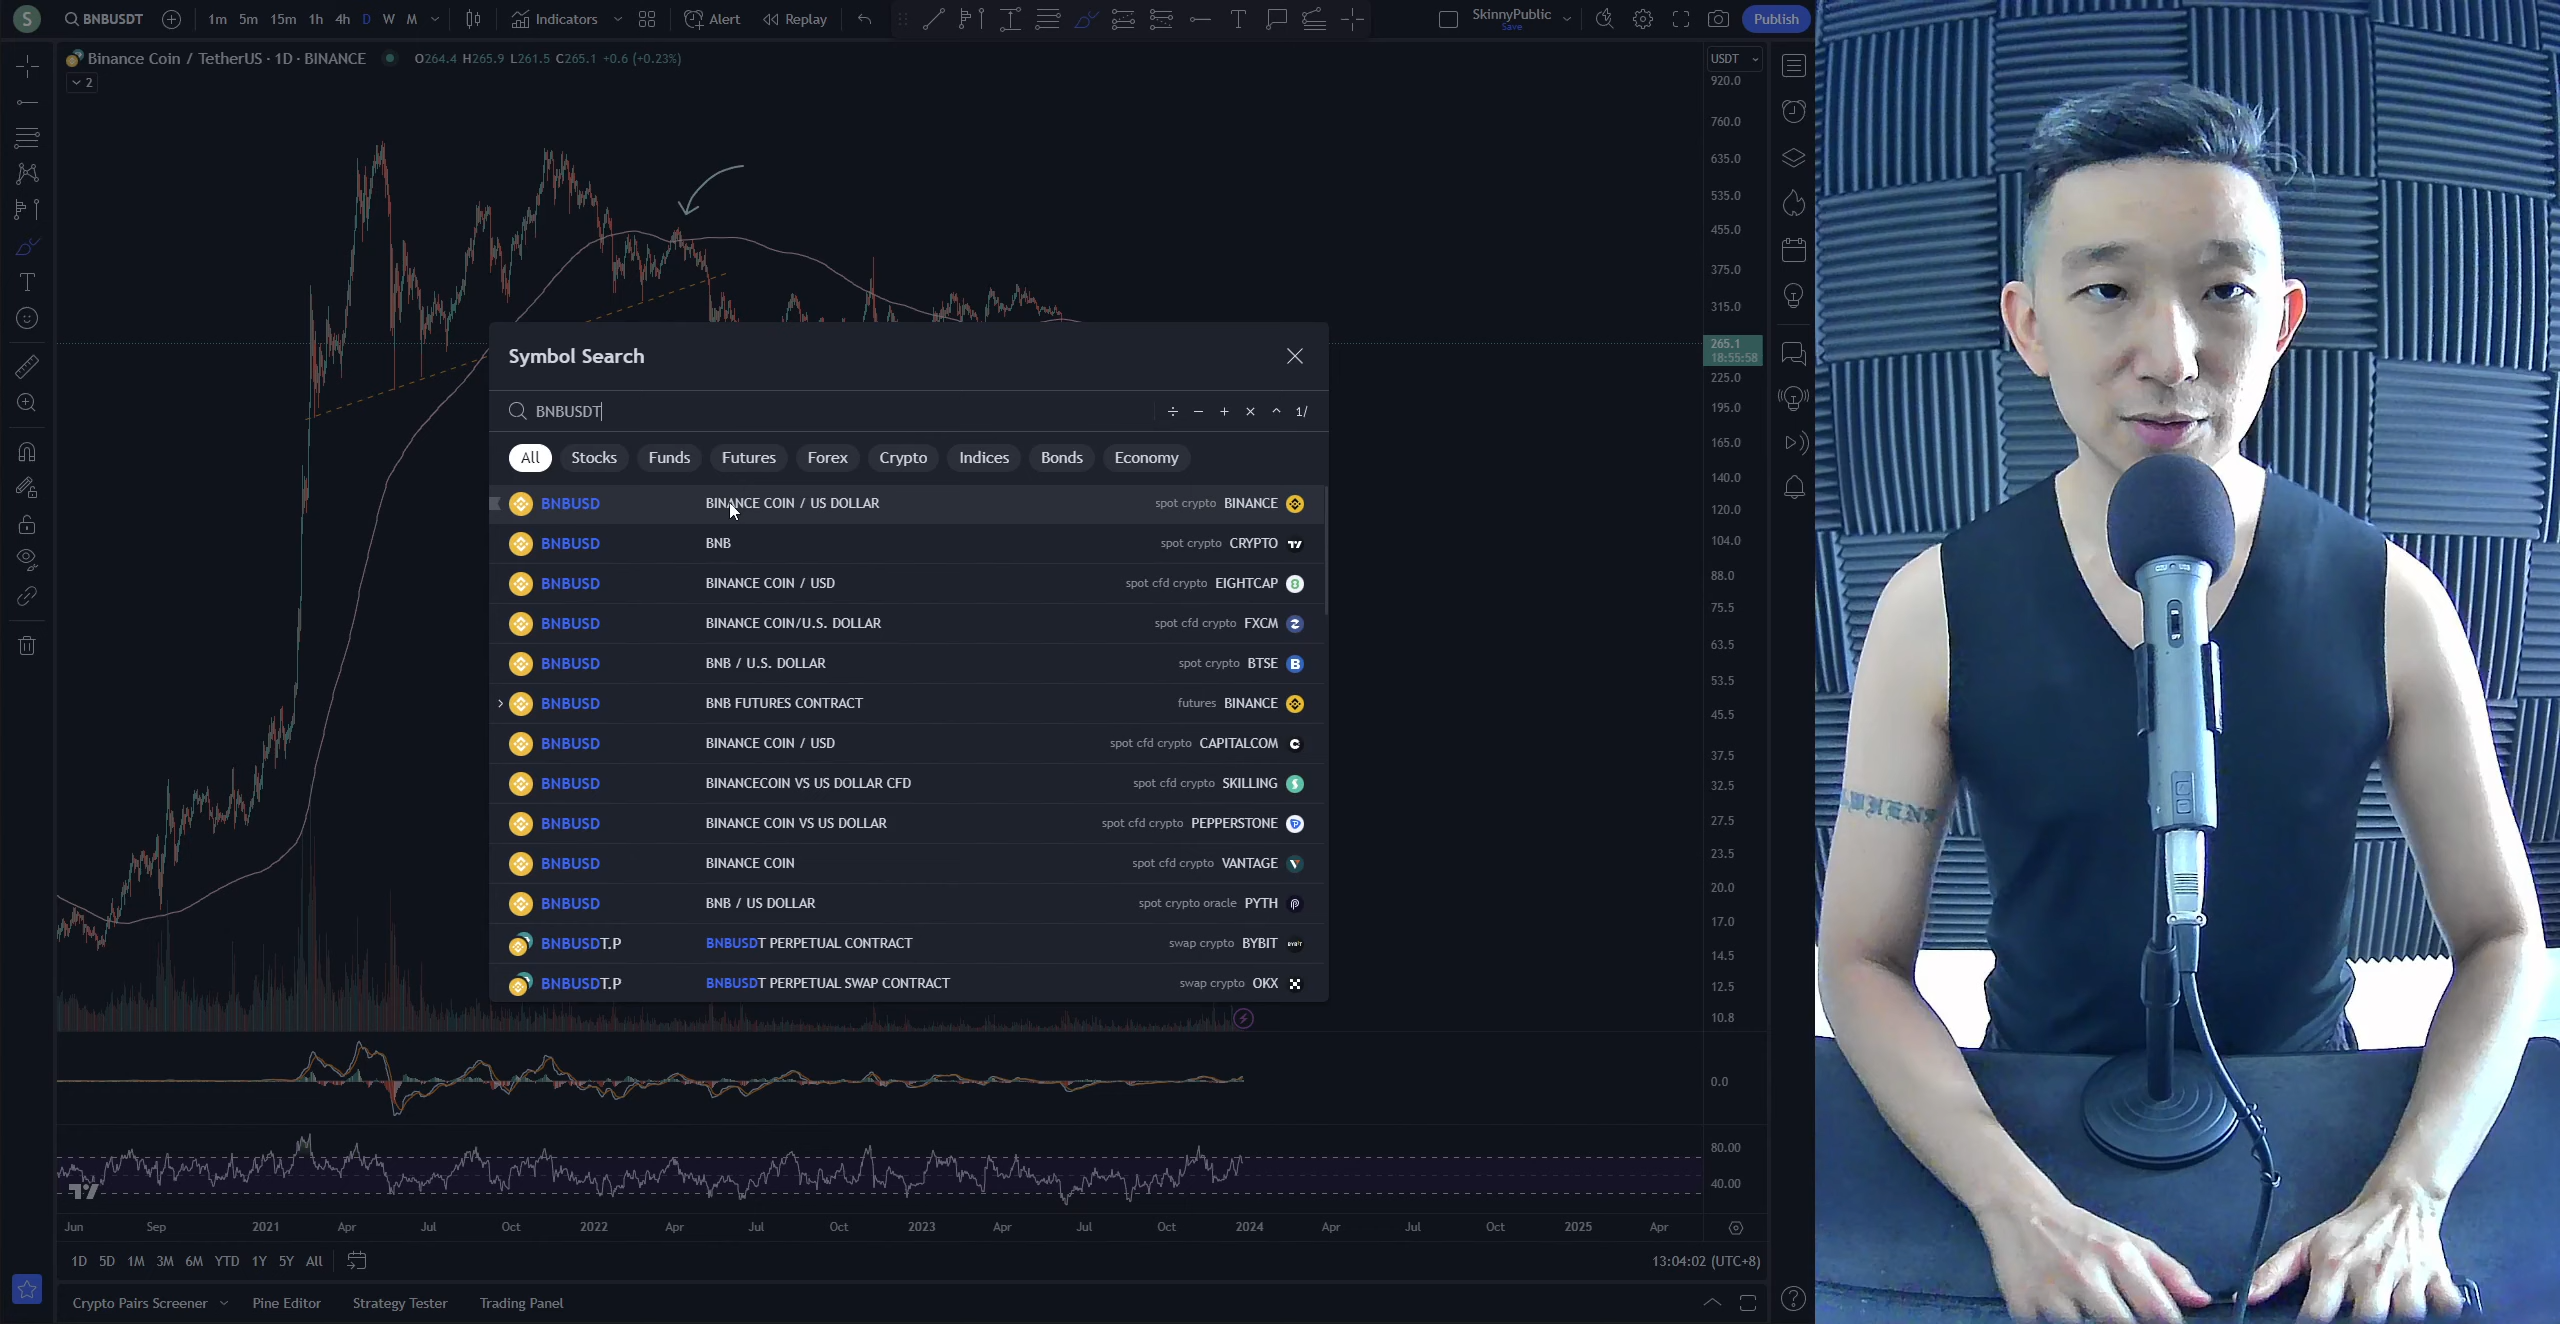 S BNBUSDT 1m 5m 15m 1h 4h D W M Indicators Alert Replay SkinnyPublic Save Publish
Binance Coin / TetherUS · 1D · BINANCE O264.4 H265.9 L261.5 C265.1 +0.6 (+0.23%) USDT
2
920.0
760.0
635.0
535.0
455.0
375.0
315.0
265.1
18:55:58
225.0
195.0
165.0
140.0
120.0
104.0
88.0
75.5
63.5
53.5
45.5
37.5
32.5
27.5
23.5
20.0
17.0
14.5
12.5
10.8
0.0
80.00
40.00
Symbol Search
BNBUSDT ÷ − + × ^ 1/
All Stocks Funds Futures Forex Crypto Indices Bonds Economy
BNBUSD BINANCE COIN / US DOLLAR spot crypto BINANCE
BNBUSD BNB spot crypto CRYPTO
BNBUSD BINANCE COIN / USD spot cfd crypto EIGHTCAP
BNBUSD BINANCE COIN/U.S. DOLLAR spot cfd crypto FXCM
BNBUSD BNB / U.S. DOLLAR spot crypto BTSE
BNBUSD BNB FUTURES CONTRACT futures BINANCE
BNBUSD BINANCE COIN / USD spot cfd crypto CAPITALCOM
BNBUSD BINANCECOIN VS US DOLLAR CFD spot cfd crypto SKILLING
BNBUSD BINANCE COIN VS US DOLLAR spot cfd crypto PEPPERSTONE
BNBUSD BINANCE COIN spot cfd crypto VANTAGE
BNBUSD BNB / US DOLLAR spot crypto oracle PYTH
BNBUSDT.P BNBUSDT PERPETUAL CONTRACT swap crypto BYBIT
BNBUSDT.P BNBUSDT PERPETUAL SWAP CONTRACT swap crypto OKX
Jun Sep 2021 Apr Jul Oct 2022 Apr Jul Oct 2023 Apr Jul Oct 2024 Apr Jul Oct 2025 Apr
1D 5D 1M 3M 6M YTD 1Y 5Y All 13:04:02 (UTC+8)
Crypto Pairs Screener Pine Editor Strategy Tester Trading Panel